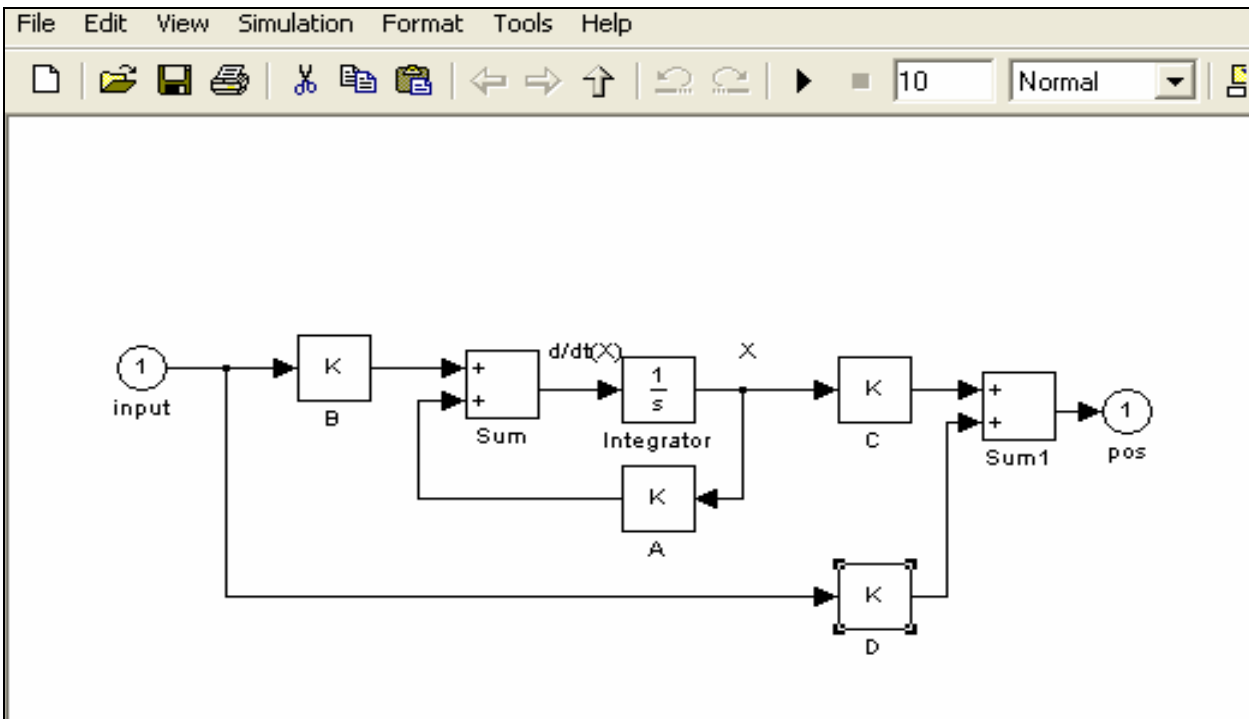 File Edit View Simulation Format Tools Help
10 Normal
d/dt(X) X
1 K + 1 K +
+ s +
input B Sum Integrator C Sum1 1 pos
K
A
K
D